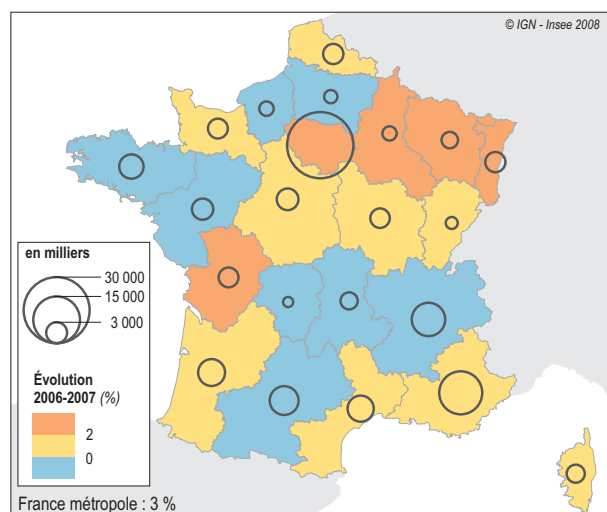 © IGN - Insee 2008
en milliers
30 000
15 000
3 000
Évolution
2006-2007 (%)
2
0
France métropole : 3 %